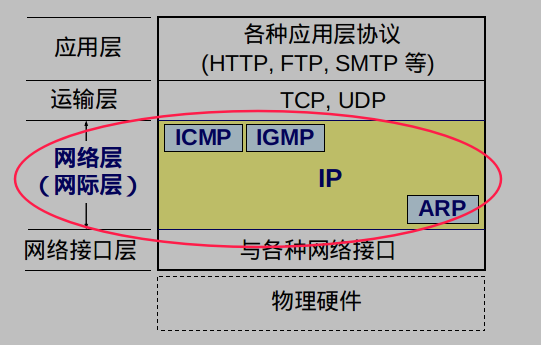 应用层
各种应用层协议
(HTTP, FTP, SMTP 等)
运输层
TCP, UDP
ICMP
IGMP
网络层
（网际层）
IP
ARP
网络接口层
与各种网络接口
物理硬件